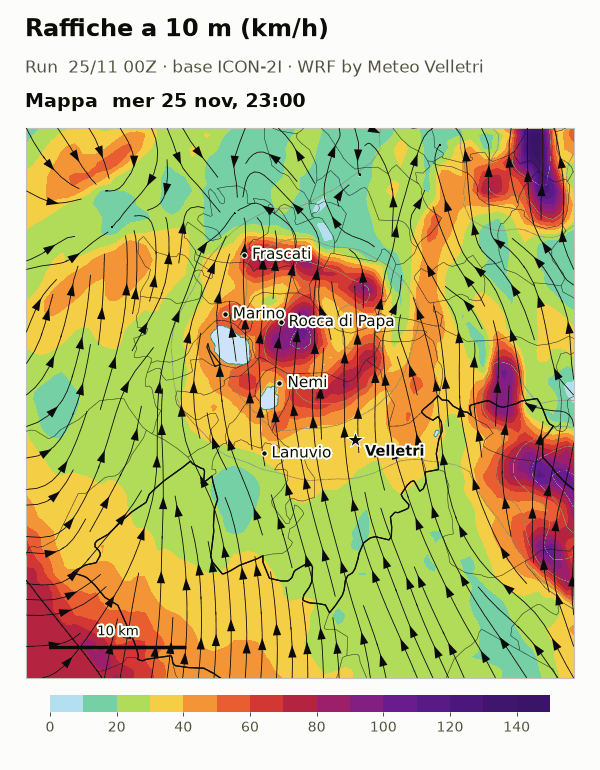 Raffiche a 10 m (km/h)
Run  25/11 00Z · base ICON-2I · WRF by Meteo Velletri
Mappa  mer 25 nov, 23:00
Frascati
Marino
Rocca di Papa
Nemi
Velletri
Lanuvio
10 km
0 20 40 60 80 100 120 140